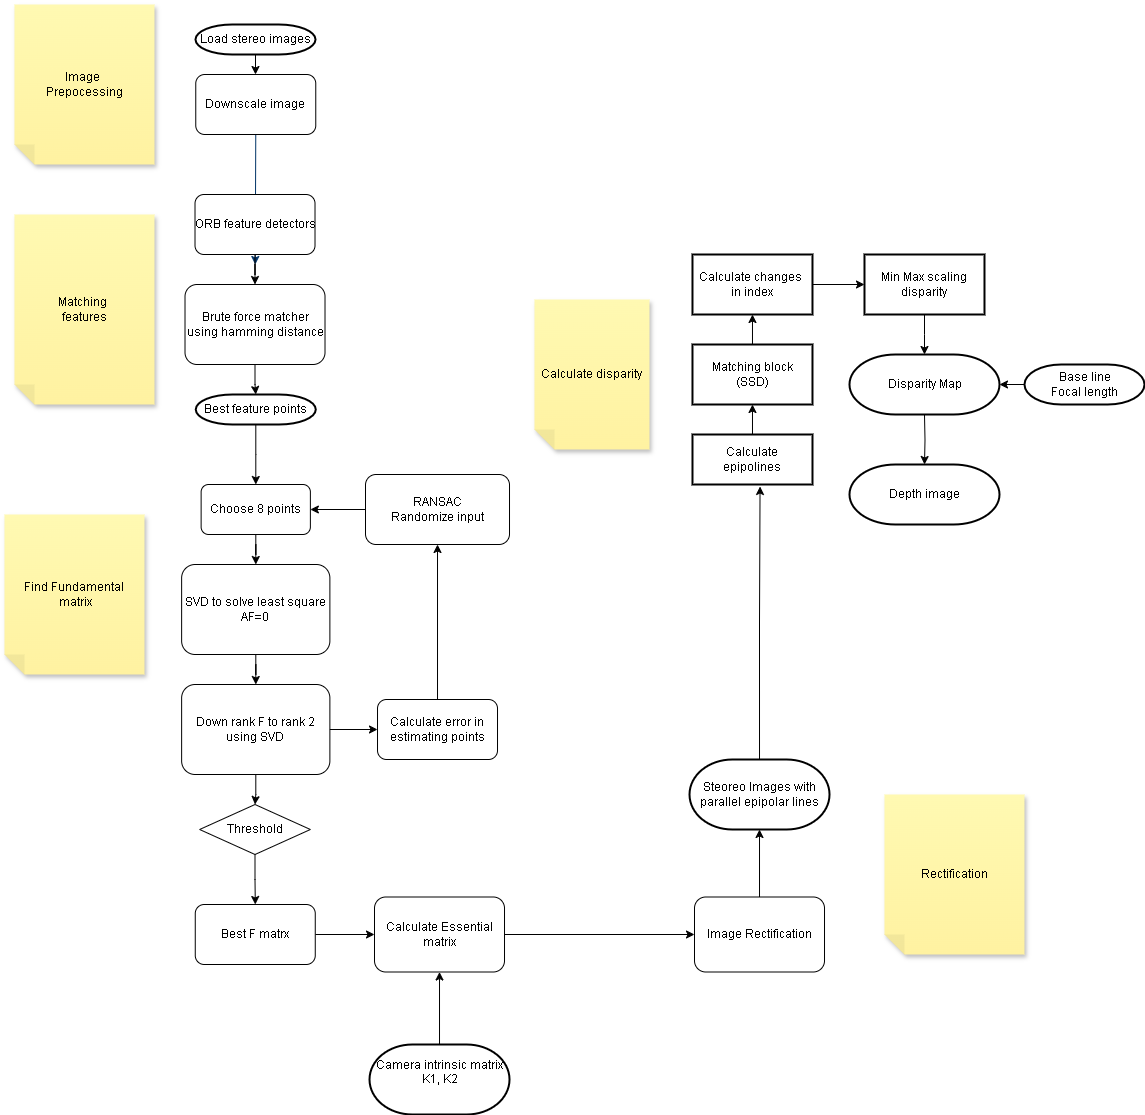 Image
Prepocessing
Load stereo images
Downscale image
ORB feature detectors
Matching
features
Brute force matcher
using hamming distance
Best feature points
Choose 8 points
RANSAC
Randomize input
Find Fundamental
matrix
SVD to solve least square
AF=0
Down rank F to rank 2
using SVD
Calculate error in
estimating points
Threshold
Best F matrx
Calculate Essential
matrix
Camera intrinsic matrix
K1, K2
Image Rectification
Rectification
Steoreo Images with
parallel epipolar lines
Calculate disparity
Calculate
epipolines
Matching block
(SSD)
Calculate changes
in index
Min Max scaling
disparity
Disparity Map
Base line
Focal length
Depth image